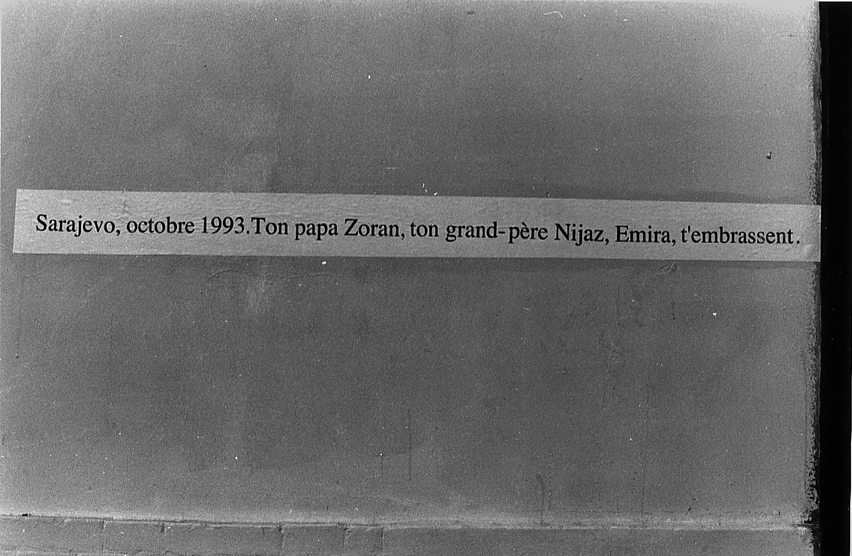 Sarajevo, octobre 1993.Ton papa Zoran, ton grand-père Nijaz, Emira, t'embrassent.